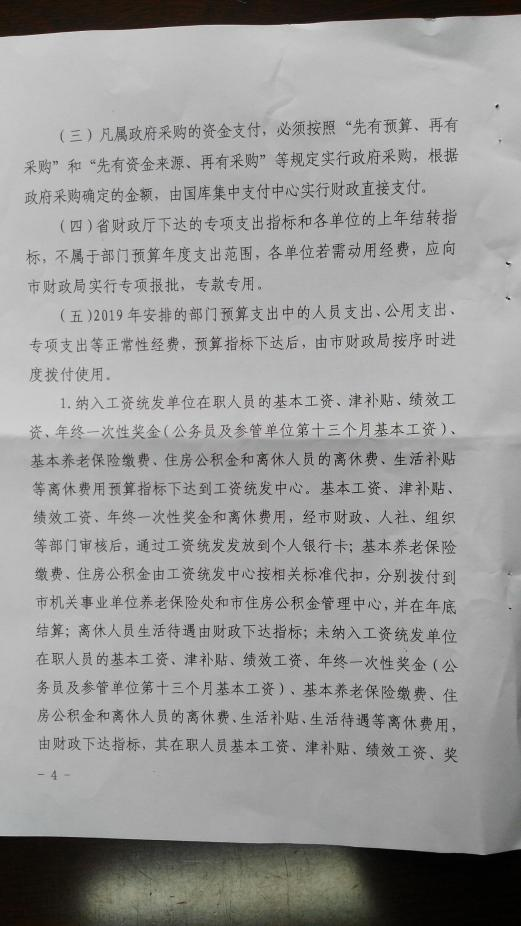 （三）凡属政府采购的资金支付，必须按照“先有预算、再有
采购”和“先有资金来源、再有采购”等规定实行政府采购，根据
政府采购确定的金额，由国库集中支付中心实行财政直接支付。
（四）省财政厅下达的专项支出指标和各单位的上年结转指
标，不属于部门预算年度支出范围，各单位若需动用经费，应向
市财政局实行专项报批，专款专用。
（五）2019年安排的部门预算支出中的人员支出、公用支出、
专项支出等正常性经费，预算指标下达后，由市财政局按序时进
度拨付使用。
1.纳入工资统发单位在职人员的基本工资、津补贴、绩效工
资、年终一次性奖金（公务员及参管单位第十三个月基本工资）、
基本养老保险缴费、住房公积金和离休人员的离休费、生活补贴
等离休费用预算指标下达到工资统发中心。基本工资、津补贴、
绩效工资、年终一次性奖金和离休费用，经市财政、人社、组织
等部门审核后，通过工资统发发放到个人银行卡；基本养老保险
缴费、住房公积金由工资统发中心按相关标准代扣，分别拨付到
市机关事业单位养老保险处和市住房公积金管理中心，并在年底
结算；离休人员生活待遇由财政下达指标；未纳入工资统发单位
在职人员的基本工资、津补贴、绩效工资、年终一次性奖金（公
务员及参管单位第十三个月基本工资）、基本养老保险缴费、住
房公积金和离休人员的离休费、生活补贴、生活待遇等离休费用，
由财政下达指标，其在职人员基本工资、津补贴、绩效工资、奖
- 4 -